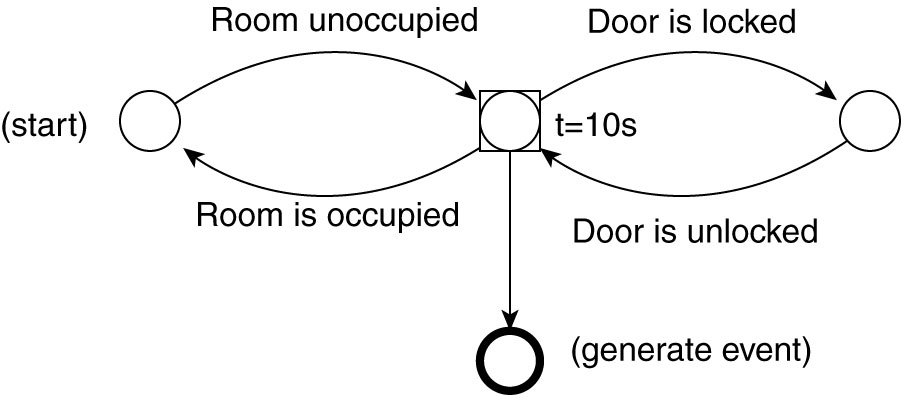 Room unoccupied
Door is locked
(start)
t=10s
Room is occupied
Door is unlocked
(generate event)